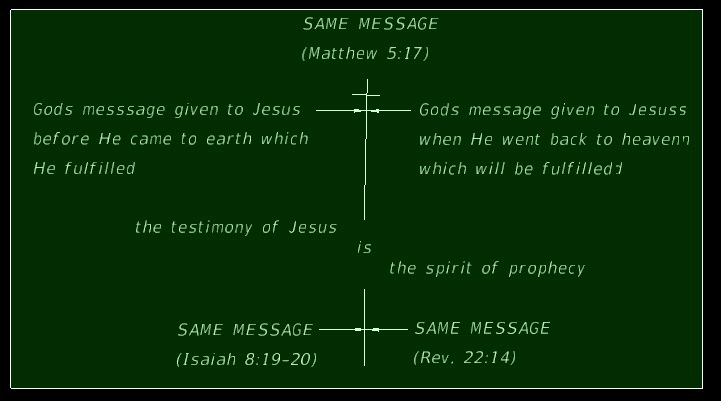 SAME MESSAGE
(Matthew 5:17)
Gods messsage given to Jesus
before He came to earth which
He fulfilled
Gods message given to Jesuss
when He went back to heavenn
which will be fulfilledd
the testimony of Jesus
is
the spirit of prophecy
SAME MESSAGE
(Isaiah 8:19-20)
SAME MESSAGE
(Rev. 22:14)